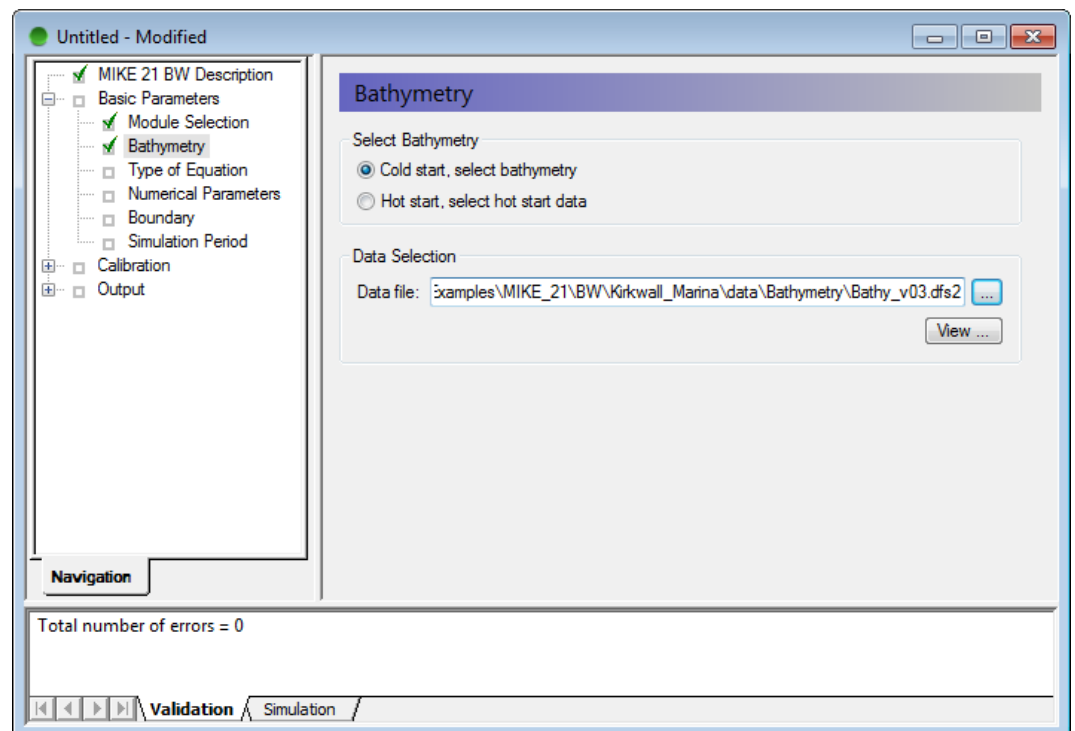 Untitled - Modified
MIKE 21 BW Description
Basic Parameters
Module Selection
Bathymetry
Type of Equation
Numerical Parameters
Boundary
Simulation Period
Calibration
Output
Navigation
Bathymetry
Select Bathymetry
Cold start, select bathymetry
Hot start, select hot start data
Data Selection
Data file: Examples\MIKE_21\BW\Kirkwall_Marina\data\Bathymetry\Bathy_v03.dfs2 ...
View ...
Total number of errors = 0
Validation Simulation